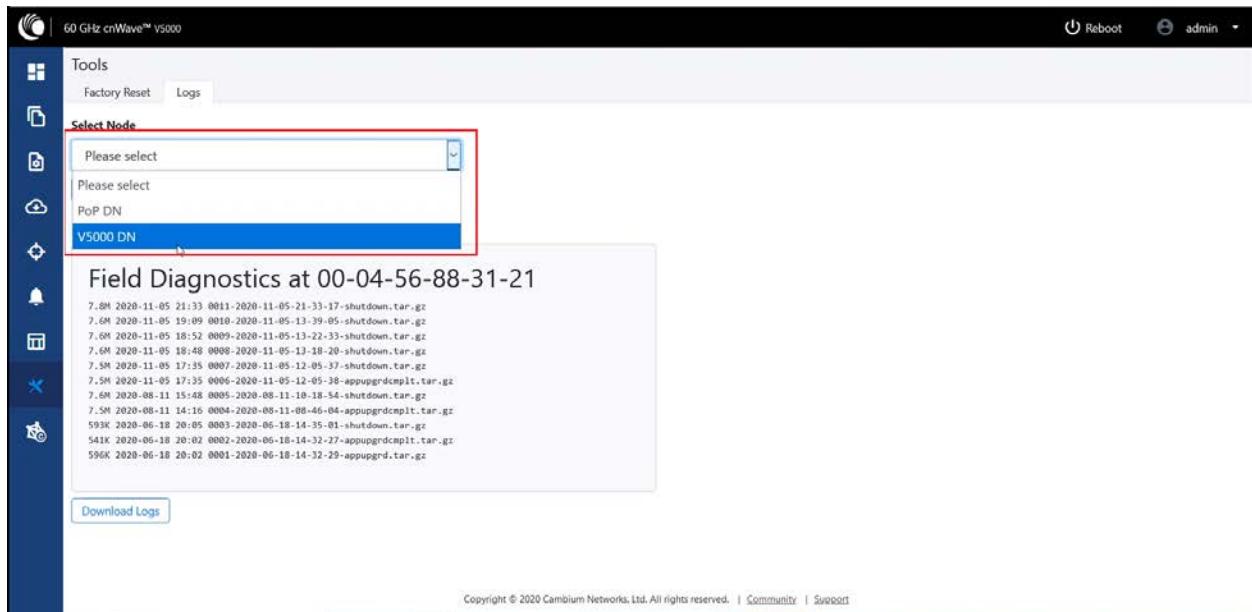 60 GHz cnWave™ V5000
Reboot
admin
Tools
Factory Reset
Logs
Select Node
Please select
Please select
PoP DN
V5000 DN
Field Diagnostics at 00-04-56-88-31-21
7.8M 2020-11-05 21:33 0011-2020-11-05-21-33-17-shutdown.tar.gz
7.6M 2020-11-05 19:09 0010-2020-11-05-13-39-05-shutdown.tar.gz
7.6M 2020-11-05 18:52 0009-2020-11-05-13-22-33-shutdown.tar.gz
7.6M 2020-11-05 18:48 0008-2020-11-05-13-18-20-shutdown.tar.gz
7.5M 2020-11-05 17:35 0007-2020-11-05-12-05-37-shutdown.tar.gz
7.5M 2020-11-05 17:35 0006-2020-11-05-12-05-38-appupgrdcmplt.tar.gz
7.6M 2020-08-11 15:48 0005-2020-08-11-10-18-54-shutdown.tar.gz
7.5M 2020-08-11 14:16 0004-2020-08-11-08-46-04-appupgrdcmplt.tar.gz
593K 2020-06-18 20:05 0003-2020-06-18-14-35-01-shutdown.tar.gz
541K 2020-06-18 20:02 0002-2020-06-18-14-32-27-appupgrdcmplt.tar.gz
596K 2020-06-18 20:02 0001-2020-06-18-14-32-29-appupgrd.tar.gz
Download Logs
Copyright © 2020 Cambium Networks, Ltd. All rights reserved. | Community | Support